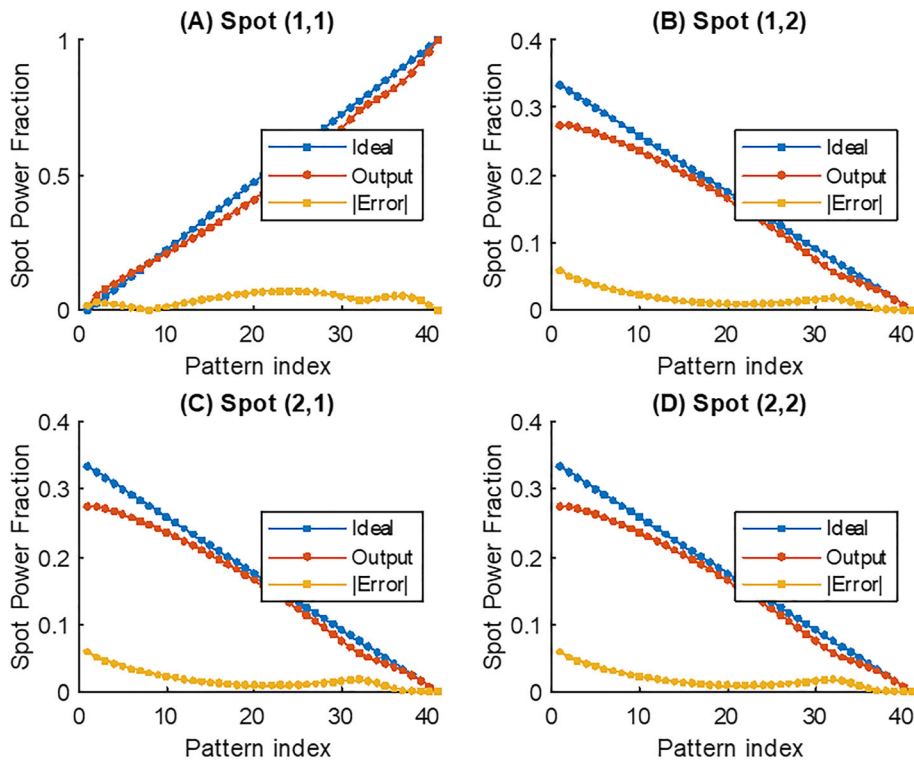 (A) Spot (1,1)
Spot Power Fraction
1
0.5
0
Ideal
Output
|Error|
0 10 20 30 40
Pattern index
(B) Spot (1,2)
Spot Power Fraction
0.4
0.3
0.2
0.1
0
Ideal
Output
|Error|
0 10 20 30 40
Pattern index
(C) Spot (2,1)
Spot Power Fraction
0.4
0.3
0.2
0.1
0
Ideal
Output
|Error|
0 10 20 30 40
Pattern index
(D) Spot (2,2)
Spot Power Fraction
0.4
0.3
0.2
0.1
0
Ideal
Output
|Error|
0 10 20 30 40
Pattern index